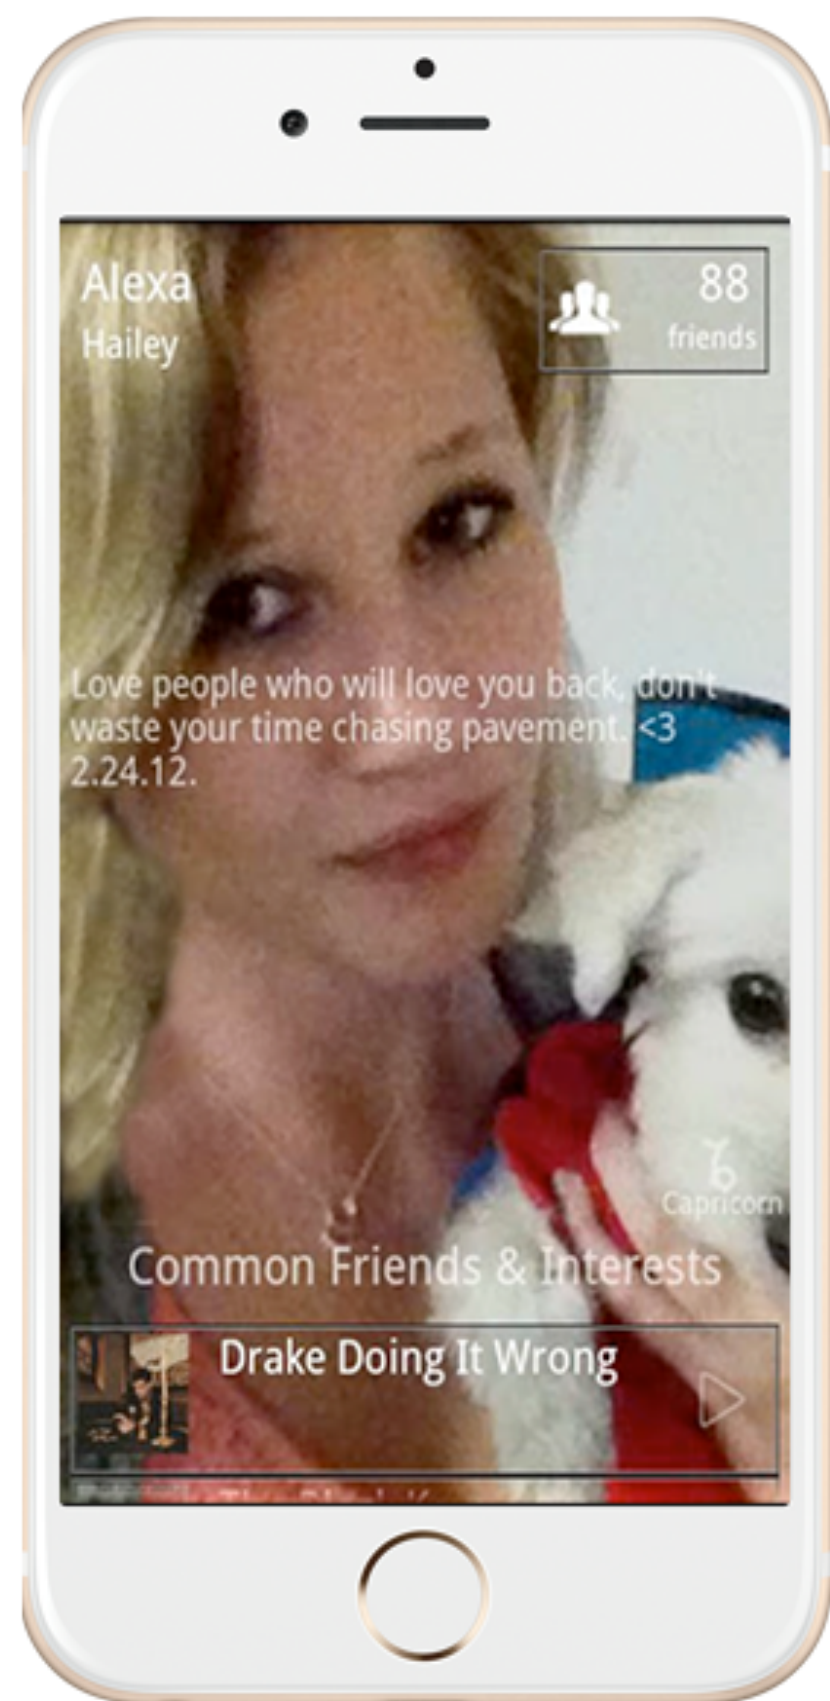 Alexa
88
Hailey
friends
Love people who will love you back, don't
waste your time chasing pavement. <3
2.24.12.
Capricorn
Common Friends & Interests
Drake Doing It Wrong